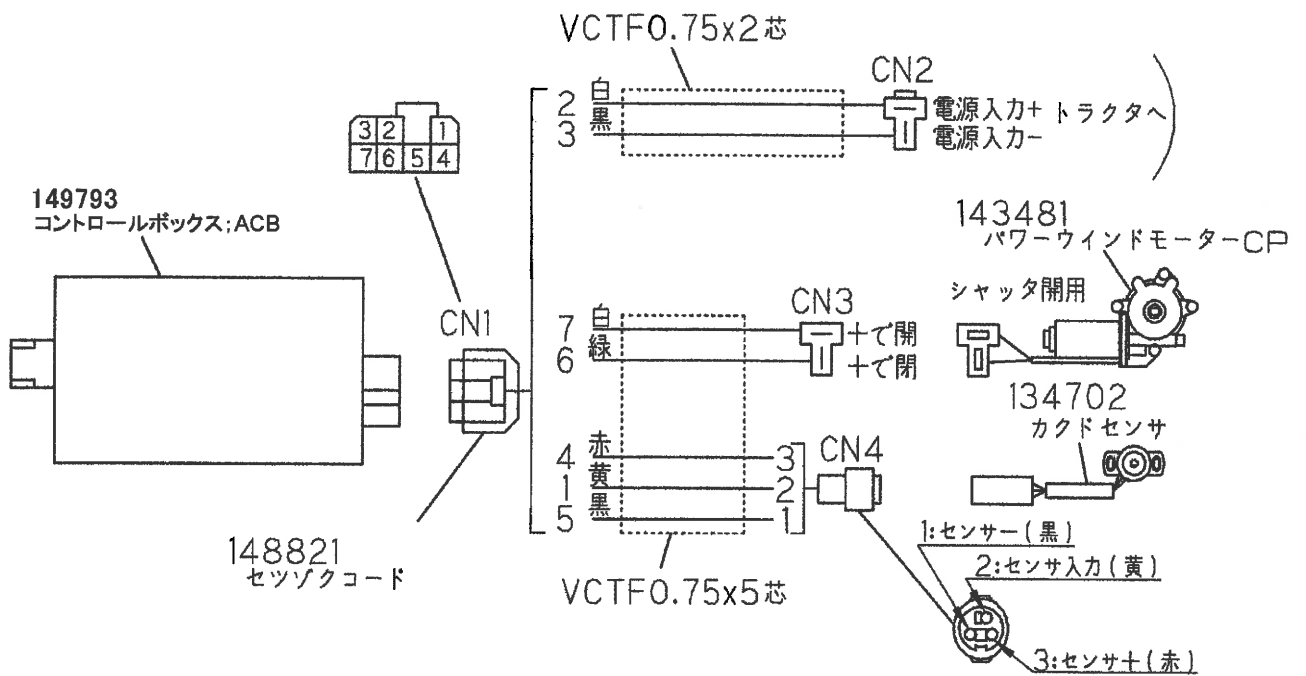 VCTF0.75x2芯
CN2
2 白
3 黒
電源入力+ トラクタへ
電源入力-
3 2 1
7 6 5 4
149793
コントロールボックス;ACB
CN1
148821
セツゾクコード
7 白
6 緑
CN3
+で開
+で閉
143481
パワーウインドモーターCP
シャッタ開用
134702
カクドセンサ
4 赤 3
1 黄 2
5 黒 1
CN4
VCTF0.75x5芯
1:センサー(黒)
2:センサ入力(黄)
3:センサ+(赤)